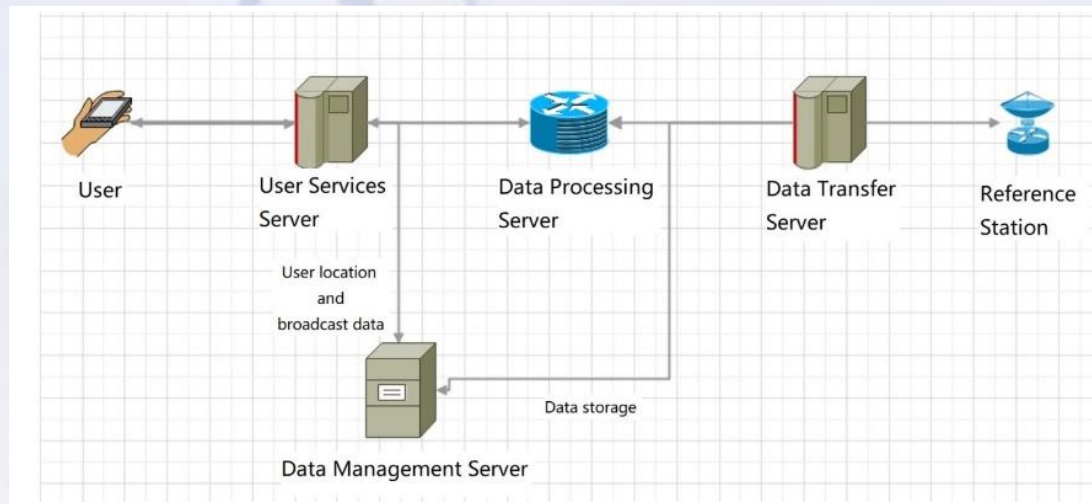 User
User Services
Server
Data Processing
Server
Data Transfer
Server
Reference
Station
User location
and
broadcast data
Data storage
Data Management Server